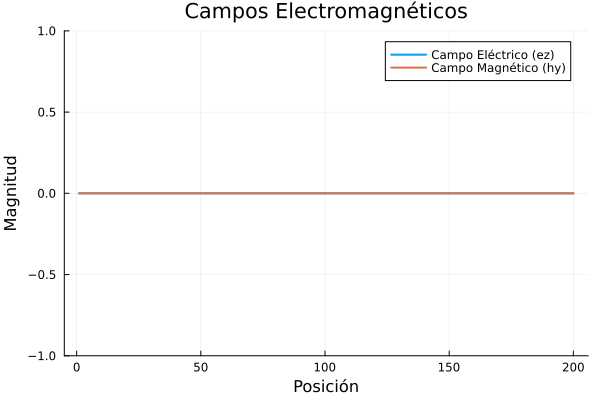 Campos Electromagnéticos
Campo Eléctrico (ez)
Campo Magnético (hy)
Magnitud
1.0
0.5
0.0
−0.5
−1.0
0
50
100
150
200
Posición